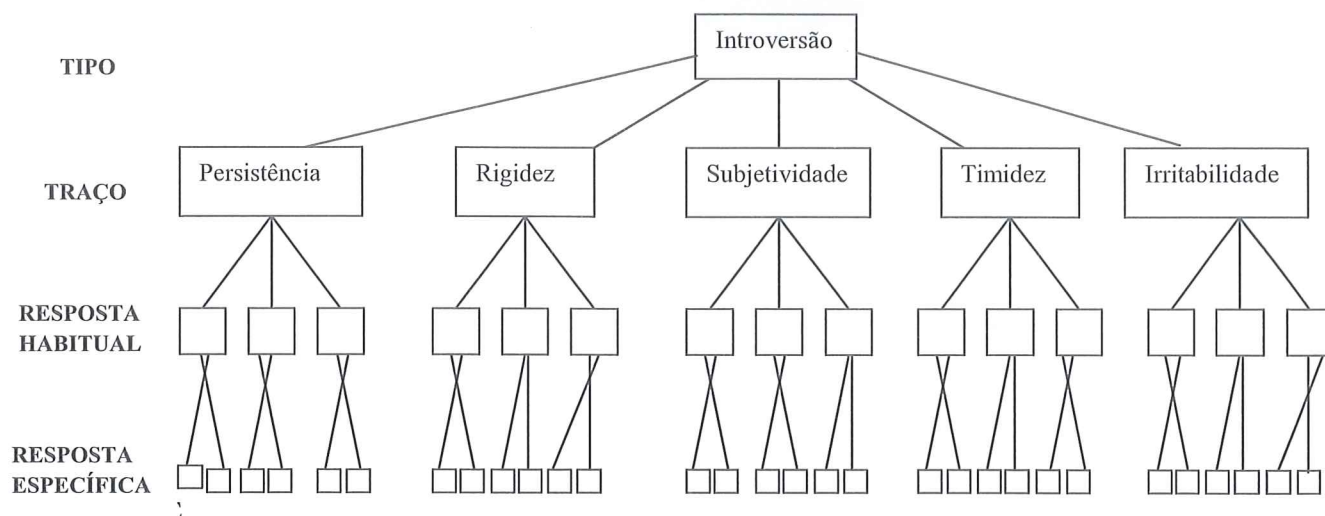 Introversão
TIPO
Persistência
Rigidez
Subjetividade
Timidez
Irritabilidade
TRAÇO
RESPOSTA
HABITUAL
RESPOSTA
ESPECÍFICA